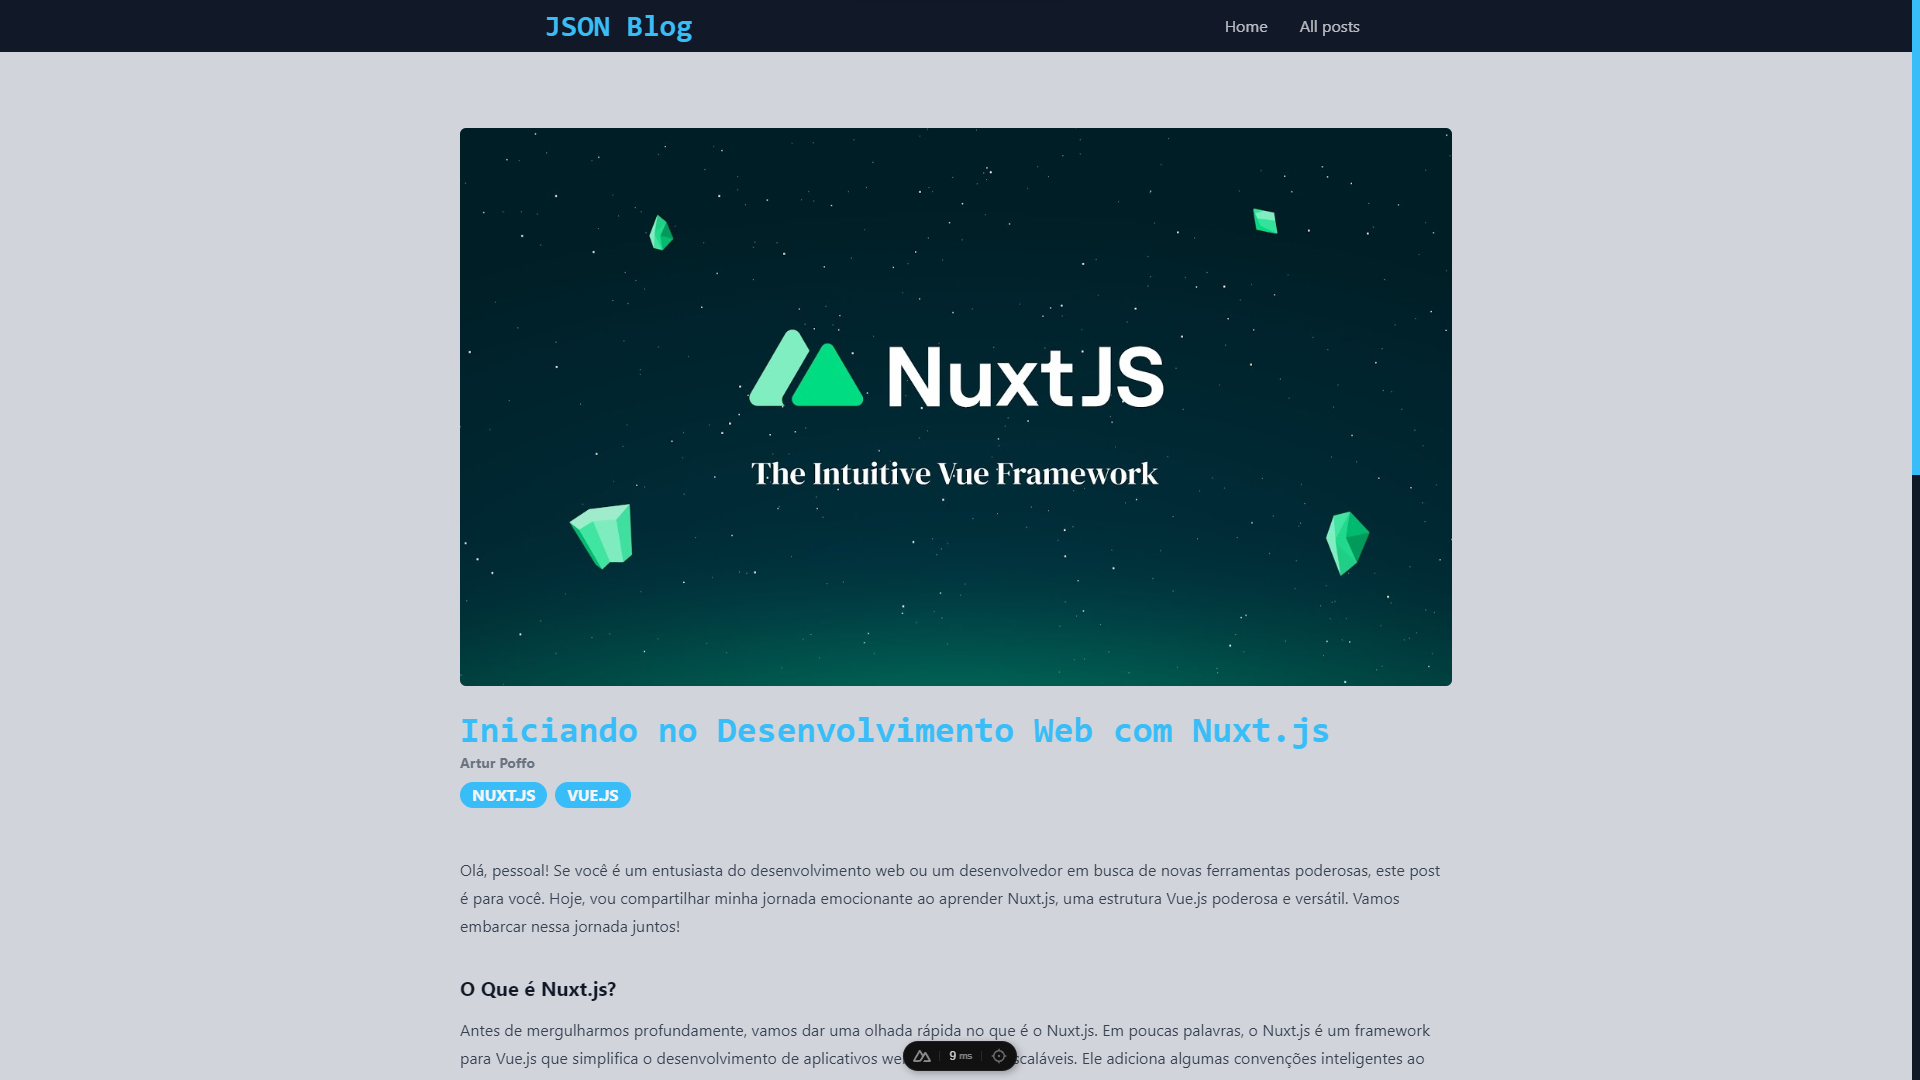 JSON Blog
Home
All posts
NuxtJS
The Intuitive Vue Framework
Iniciando no Desenvolvimento Web com Nuxt.js
Artur Poffo
NUXT.JS
VUE.JS
Olá, pessoal! Se você é um entusiasta do desenvolvimento web ou um desenvolvedor em busca de novas ferramentas poderosas, este post
é para você. Hoje, vou compartilhar minha jornada emocionante ao aprender Nuxt.js, uma estrutura Vue.js poderosa e versátil. Vamos
embarcar nessa jornada juntos!
O Que é Nuxt.js?
Antes de mergulharmos profundamente, vamos dar uma olhada rápida no que é o Nuxt.js. Em poucas palavras, o Nuxt.js é um framework
para Vue.js que simplifica o desenvolvimento de aplicativos Ele adiciona algumas convenções inteligentes ao
9 ms